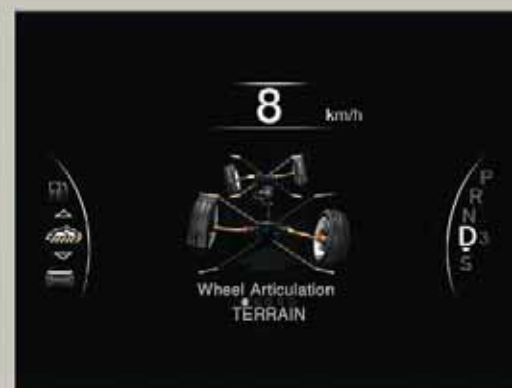 8 km/h
P
R
N
D 3
S
Wheel Articulation
TERRAIN